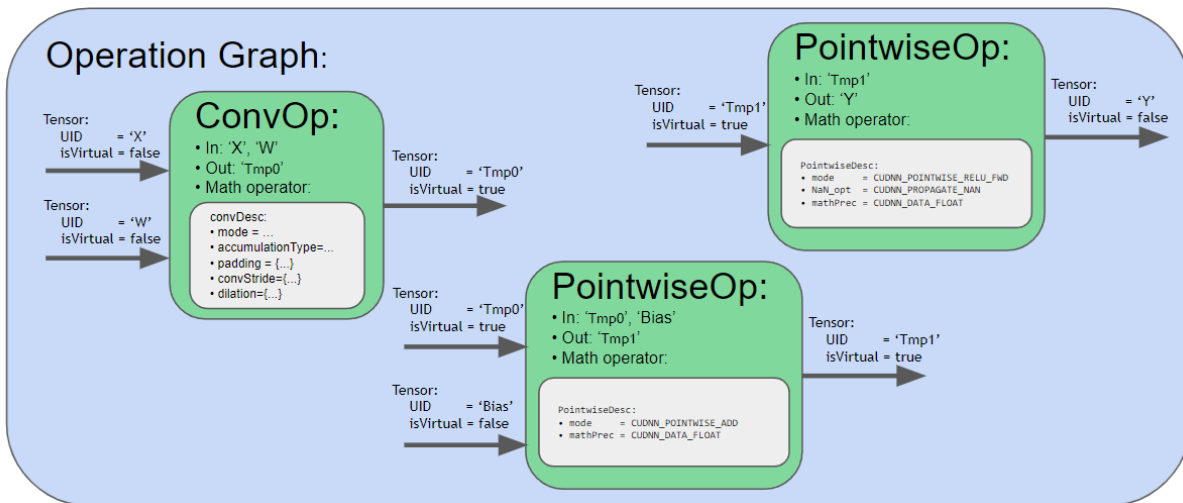 Operation Graph:
Tensor:
UID = ‘X’
isVirtual = false
Tensor:
UID = ‘W’
isVirtual = false
ConvOp:
• In: ‘X’, ‘W’
• Out: ‘Tmp0’
• Math operator:
convDesc:
• mode = ...
• accumulationType=...
• padding = {...}
• convStride={...}
• dilation={...}
Tensor:
UID = ‘Tmp0’
isVirtual = true
Tensor:
UID = ‘Tmp0’
isVirtual = true
Tensor:
UID = ‘Bias’
isVirtual = false
PointwiseOp:
• In: ‘Tmp0’, ‘Bias’
• Out: ‘Tmp1’
• Math operator:
PointwiseDesc:
• mode = CUDNN_POINTWISE_ADD
• mathPrec = CUDNN_DATA_FLOAT
Tensor:
UID = ‘Tmp1’
isVirtual = true
Tensor:
UID = ‘Tmp1’
isVirtual = true
PointwiseOp:
• In: ‘Tmp1’
• Out: ‘Y’
• Math operator:
PointwiseDesc:
• mode = CUDNN_POINTWISE_RELU_FWD
• NaN_opt = CUDNN_PROPAGATE_NAN
• mathPrec = CUDNN_DATA_FLOAT
Tensor:
UID = ‘Y’
isVirtual = false